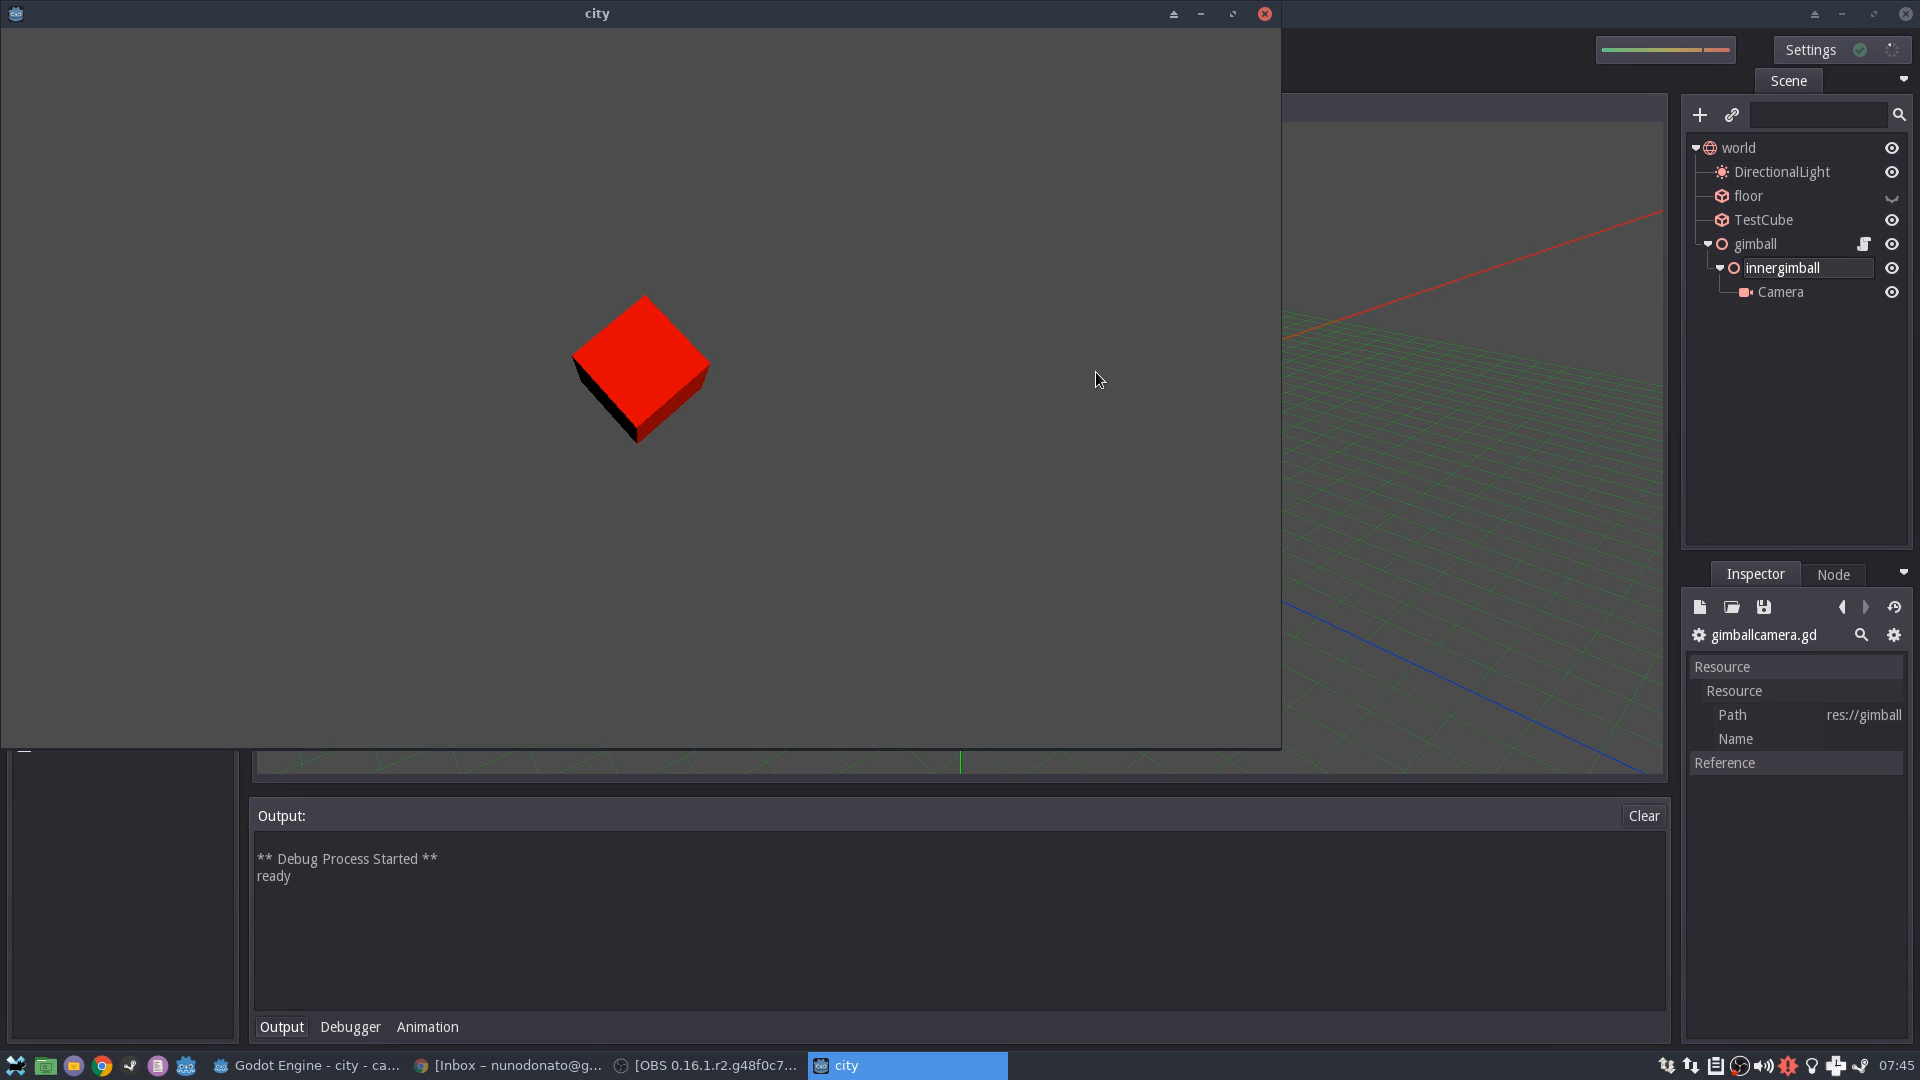 city
Settings
Scene
world
DirectionalLight
floor
TestCube
gimball
innergimball
Camera
Inspector
Node
gimballcamera.gd
Resource
Resource
Path
res://gimball
Name
Reference
Output:
Clear
** Debug Process Started **
ready
Output
Debugger
Animation
Godot Engine - city - ca...
[Inbox – nunodonato@g...
[OBS 0.16.1.r2.g48f0c7...
city
07:45